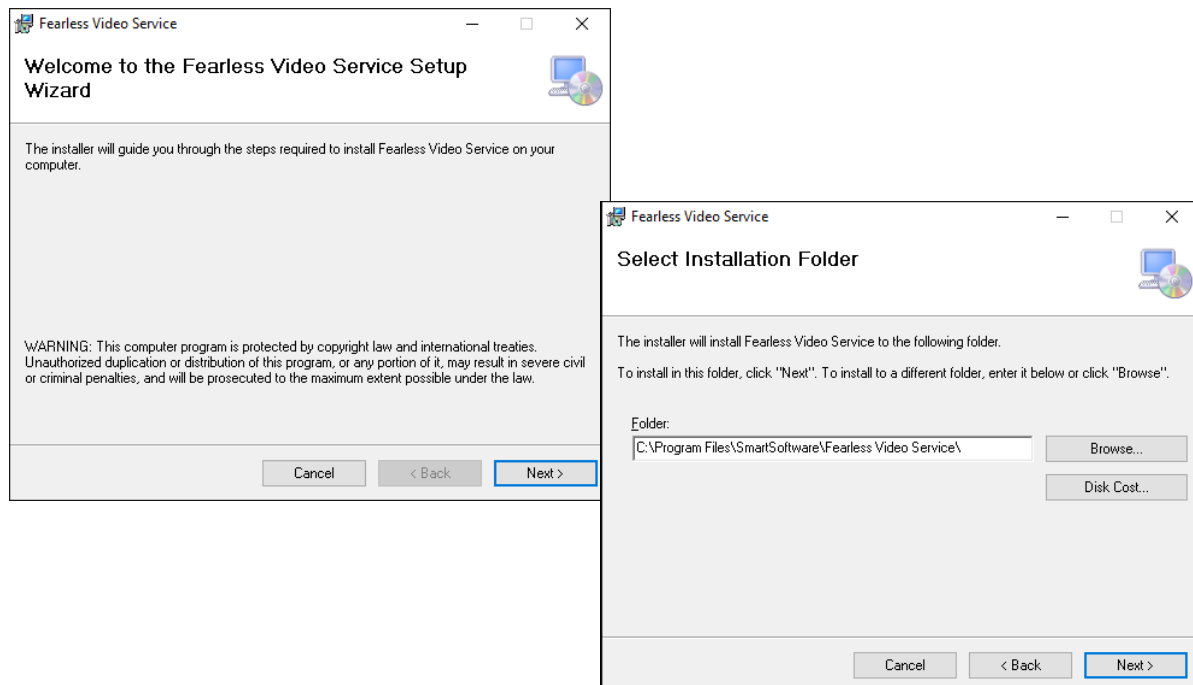 Fearless Video Service
Welcome to the Fearless Video Service Setup
Wizard
The installer will guide you through the steps required to install Fearless Video Service on your
computer.
WARNING: This computer program is protected by copyright law and international treaties.
Unauthorized duplication or distribution of this program, or any portion of it, may result in severe civil
or criminal penalties, and will be prosecuted to the maximum extent possible under the law.
Cancel
< Back
Next >
Fearless Video Service
Select Installation Folder
The installer will install Fearless Video Service to the following folder.
To install in this folder, click "Next". To install to a different folder, enter it below or click "Browse".
Folder:
C:\Program Files\SmartSoftware\Fearless Video Service\
Browse...
Disk Cost...
Cancel
< Back
Next >